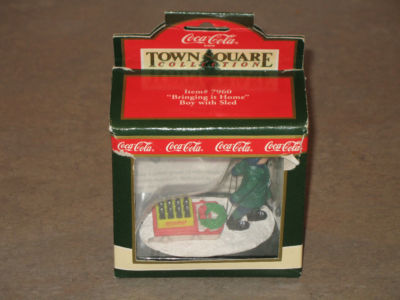 Coca-Cola
TOWN SQUARE
COLLECTION
Item# 7960
"Bringing it Home"
Boy with Sled
Coca-Cola Coca-Cola Coca-Cola Coca-Cola